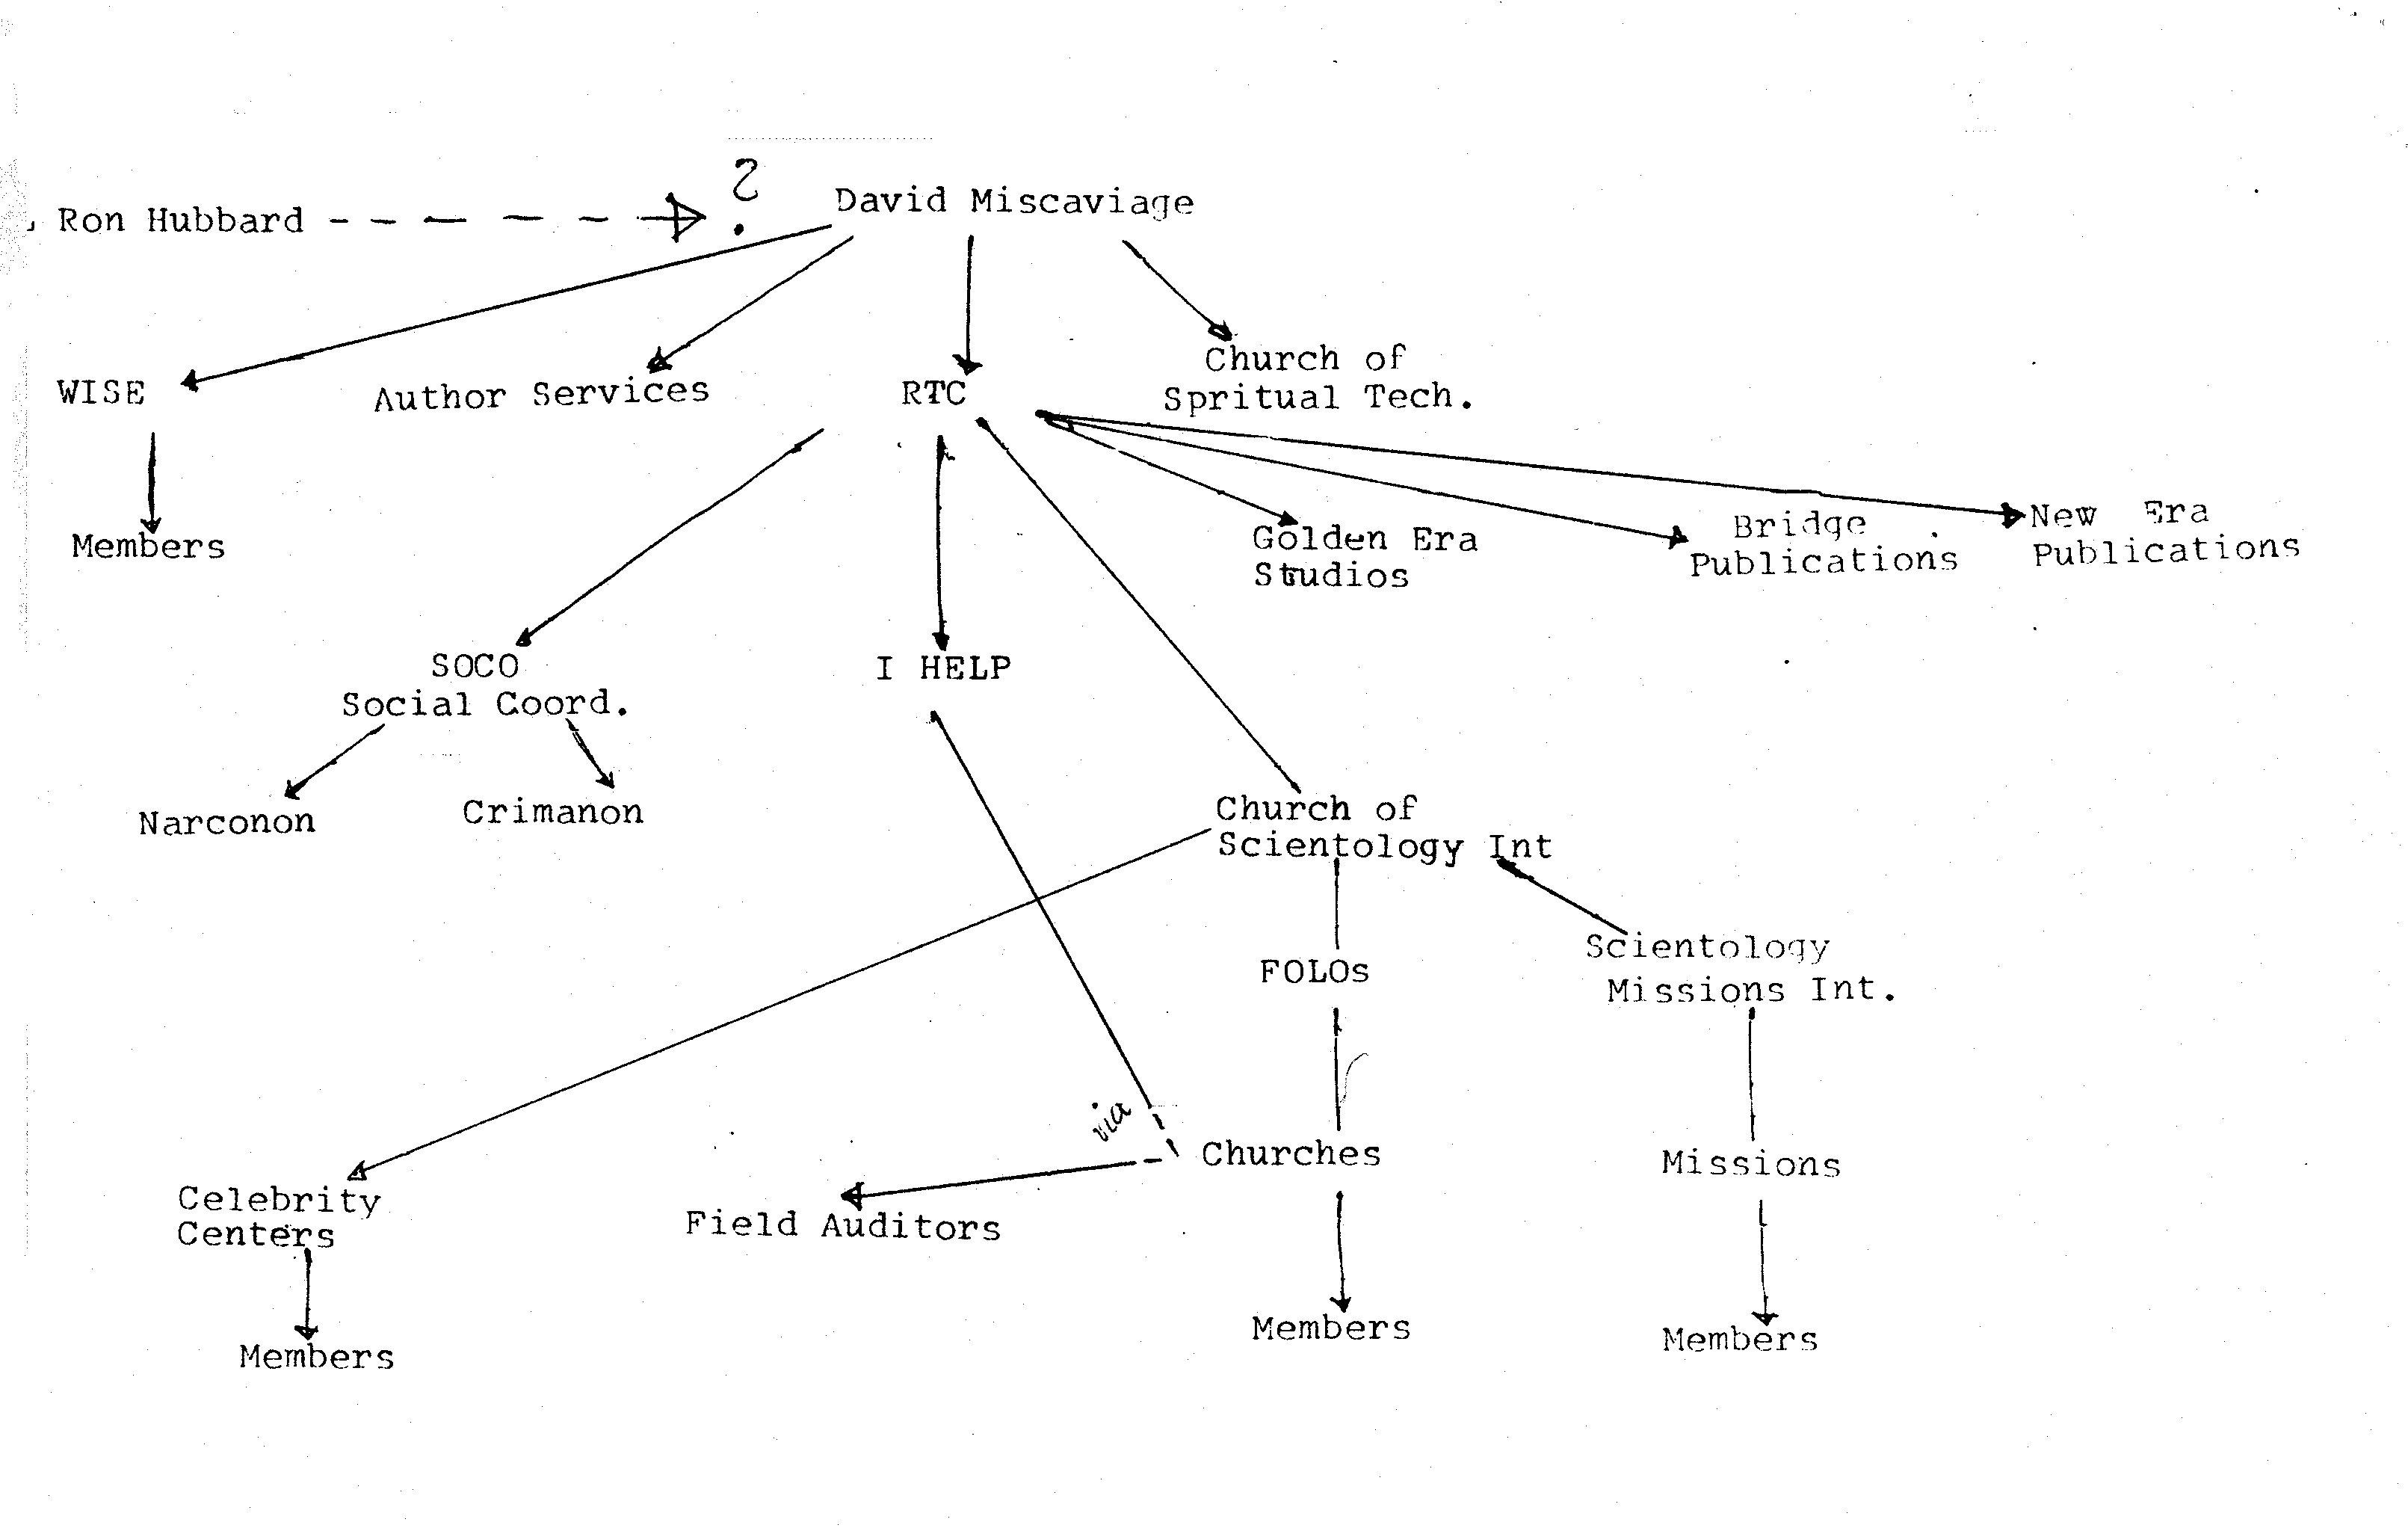 Ron Hubbard
?
David Miscaviage
WISE
Author Services
RTC
Church of
Spritual Tech.
Members
Golden Era
Studios
Bridge
Publications
New Era
Publications
SOCO
Social Coord.
I HELP
Narconon
Crimanon
Church of
Scientology Int
FOLOs
Scientology
Missions Int.
via
Churches
Missions
Celebrity
Centers
Field Auditors
Members
Members
Members